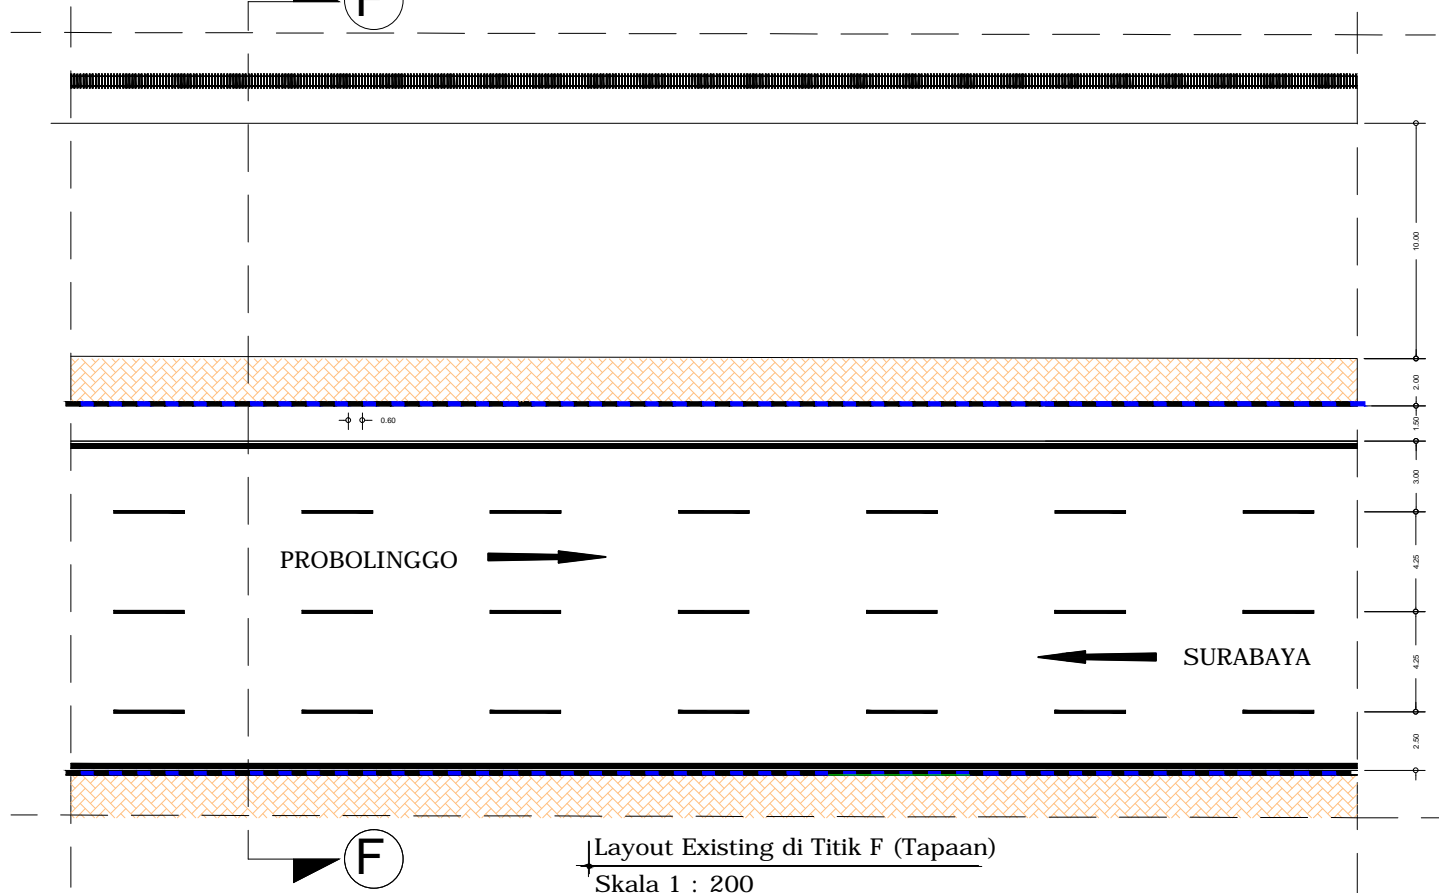 F
10.00
2.00
1.50
0.60
3.00
4.25
PROBOLINGGO
4.25
SURABAYA
2.50
F
Layout Existing di Titik F (Tapaan)
Skala 1 : 200